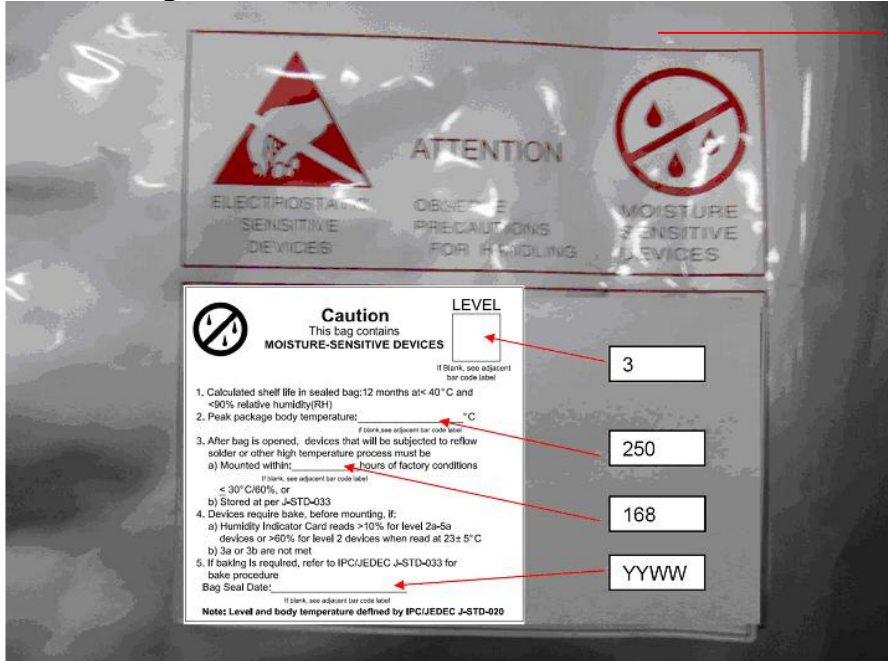 ELECTROSTATIC
SENSITIVE
DEVICES
ATTENTION
OBSERVE
PRECAUTIONS
FOR HANDLING
MOISTURE
SENSITIVE
DEVICES
Caution
This bag contains
MOISTURE-SENSITIVE DEVICES
LEVEL
If Blank, see adjacent
bar code label
1. Calculated shelf life in sealed bag:12 months at< 40°C and
<90% relative humidity(RH)
2. Peak package body temperature:_______________°C
If blank,see adjacent bar code label
3. After bag is opened, devices that will be subjected to reflow
solder or other high temperature process must be
a) Mounted within:__________ hours of factory conditions
If blank, see adjacent bar code label
≤ 30°C/60%, or
b) Stored at per J-STD-033
4. Devices require bake, before mounting, if;
a) Humidity Indicator Card reads >10% for level 2a-5a
devices or >60% for level 2 devices when read at 23± 5°C
b) 3a or 3b are not met
5. If baking is required, refer to IPC/JEDEC J-STD-033 for
bake procedure
Bag Seal Date:____________________
If blank, see adjacent bar code label
Note: Level and body temperature defined by IPC/JEDEC J-STD-020
3
250
168
YYWW